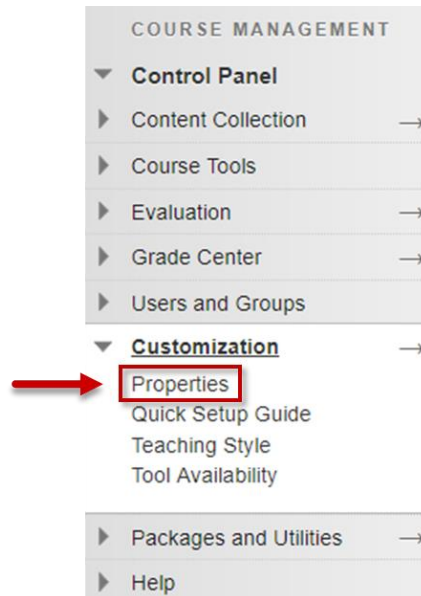 COURSE MANAGEMENT
Control Panel
Content Collection
Course Tools
Evaluation
Grade Center
Users and Groups
Customization
Properties
Quick Setup Guide
Teaching Style
Tool Availability
Packages and Utilities
Help